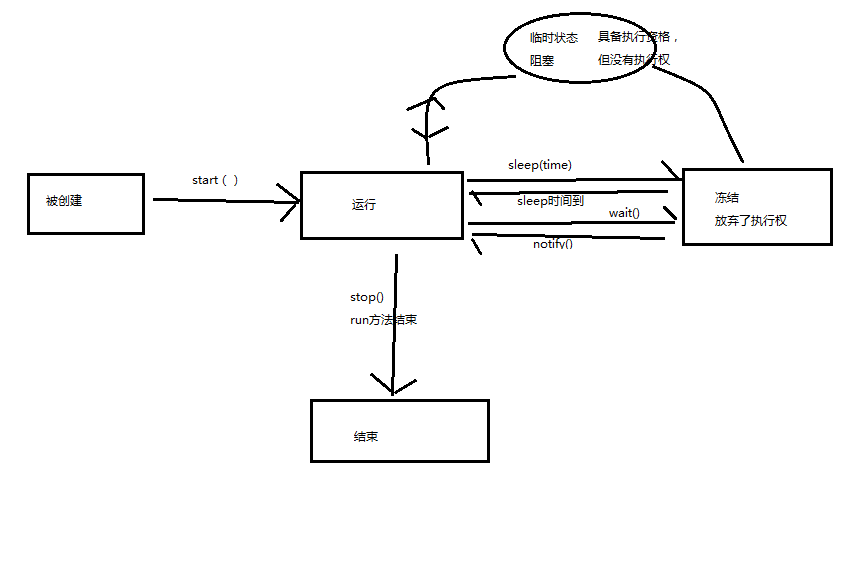 临时状态 具备执行资格，
阻塞 但没有执行权
start（ ）
sleep(time)
被创建
运行
sleep时间到
冻结
wait()
放弃了执行权
notify()
stop()
run方法结束
结束